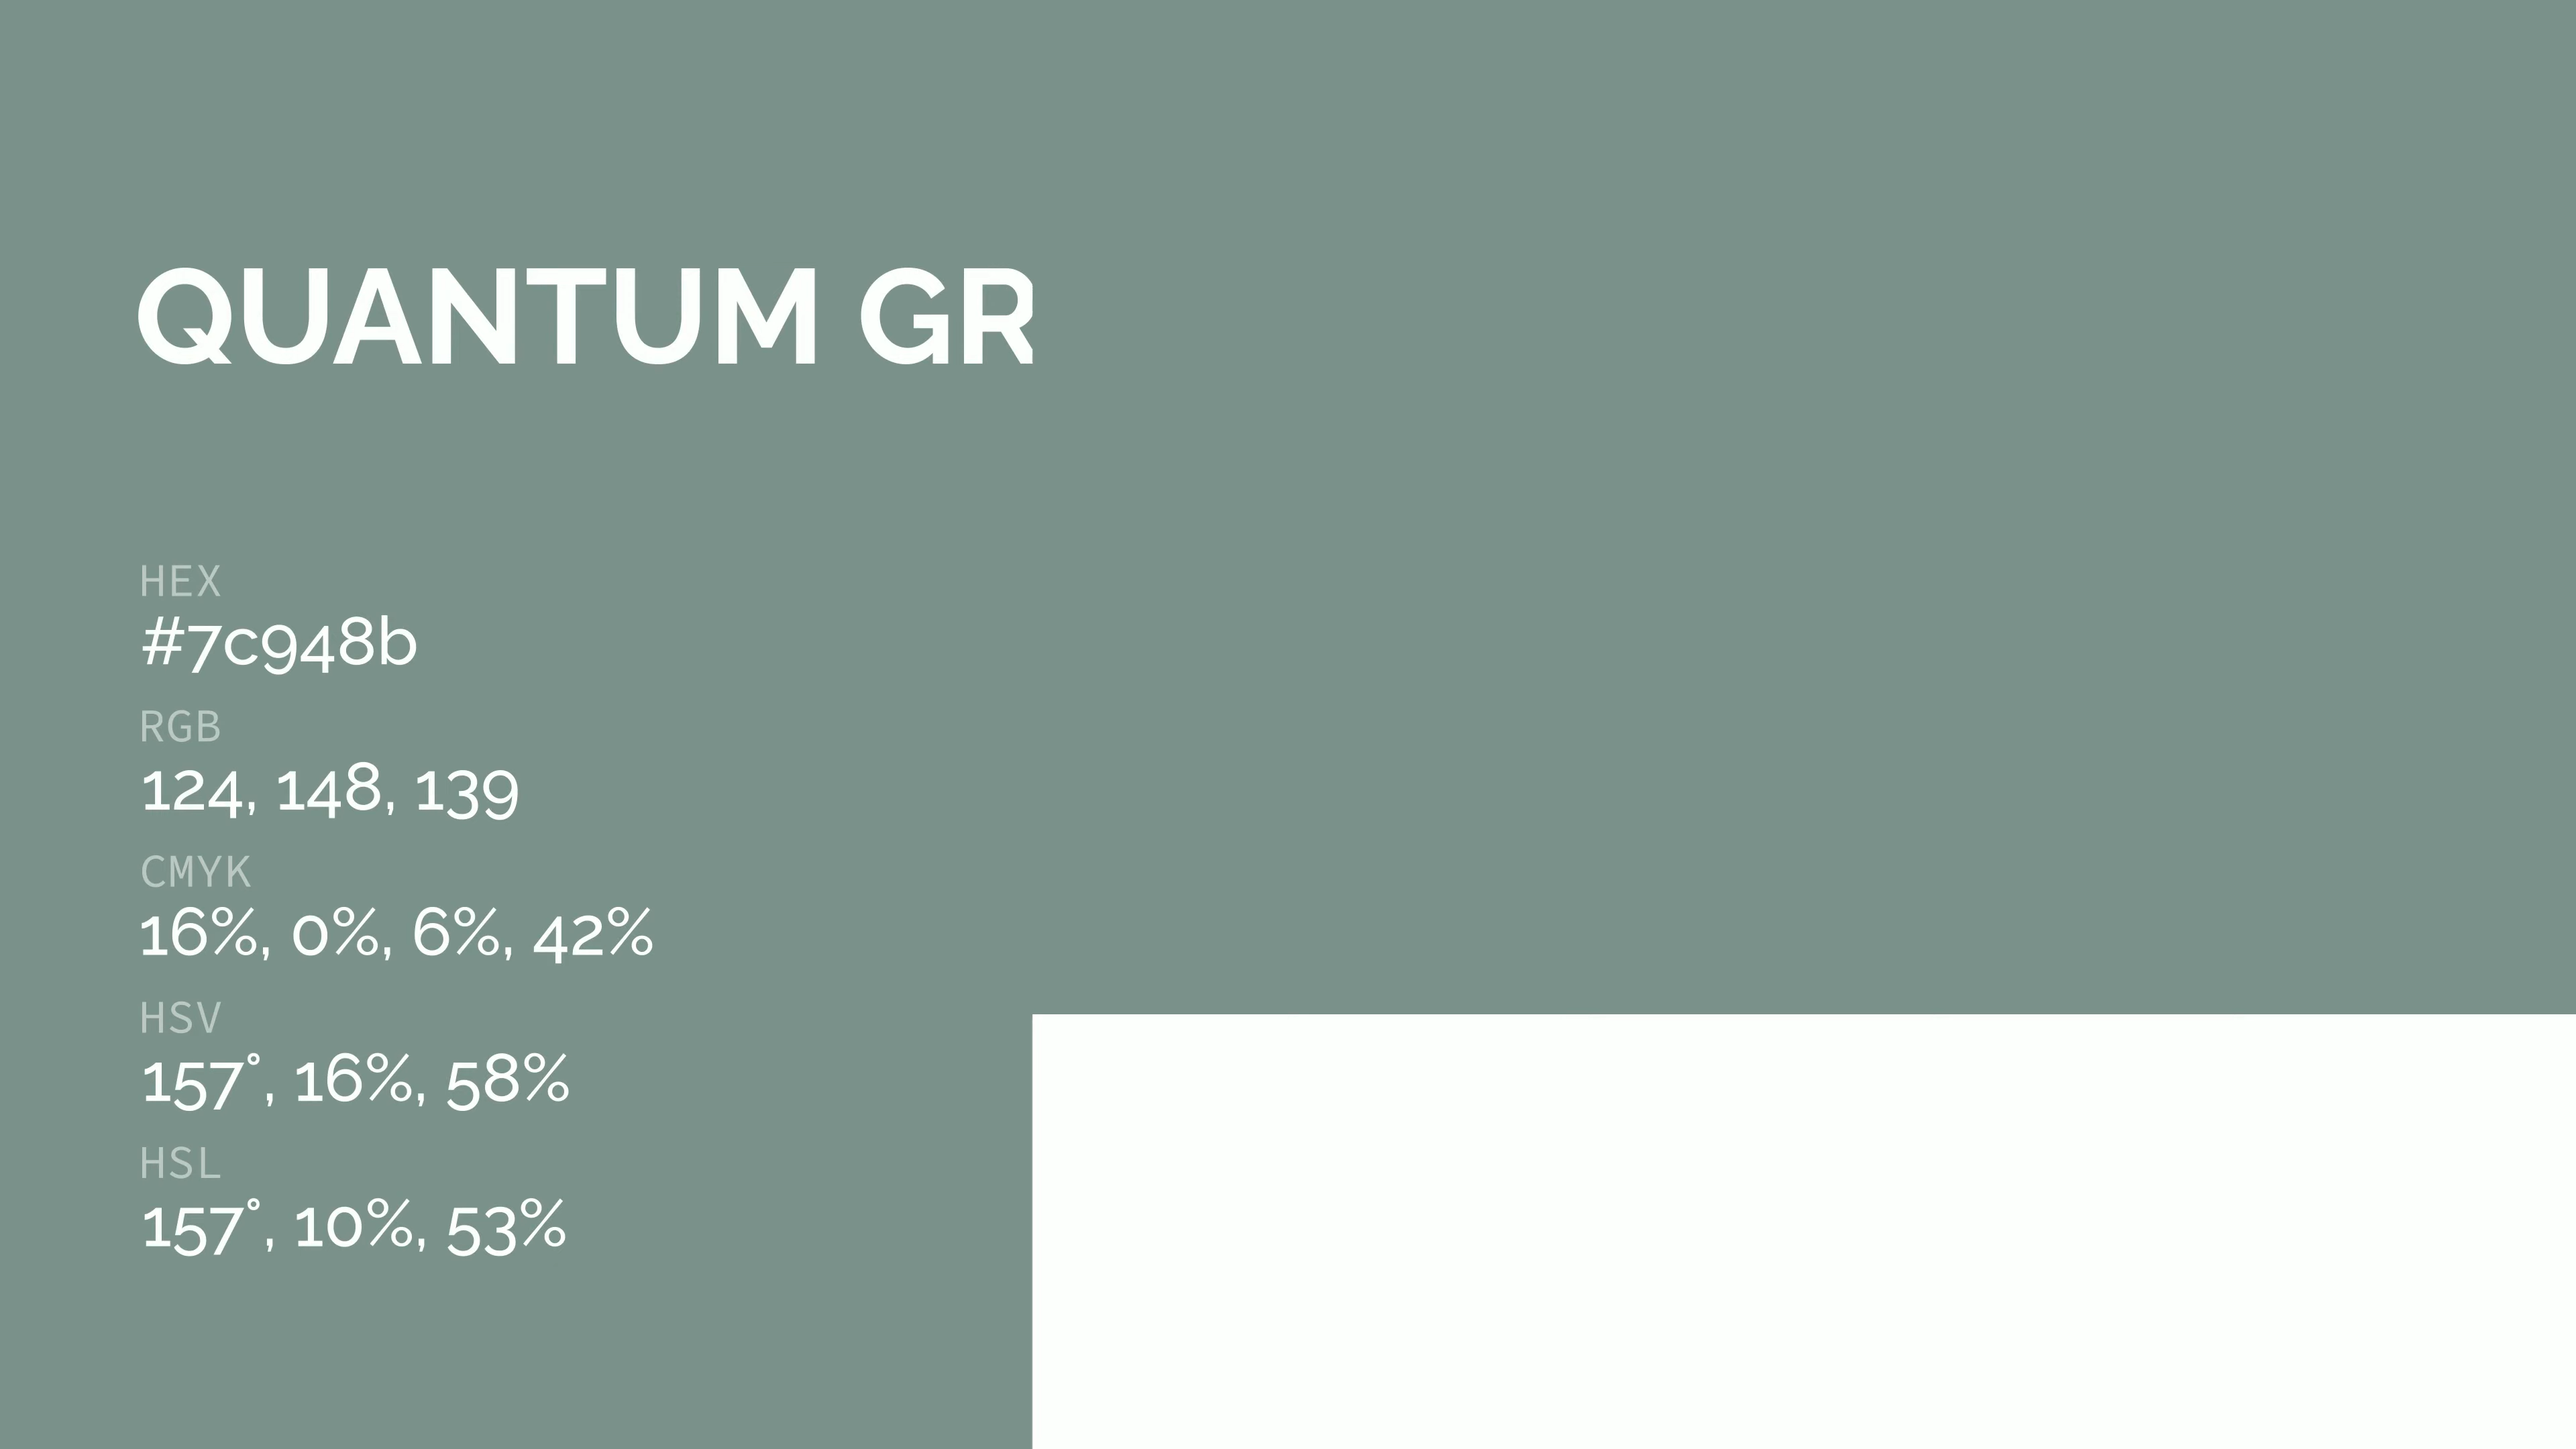 QUANTUM GR
HEX
#7c948b
RGB
124, 148, 139
CMYK
16%, 0%, 6%, 42%
HSV
157°, 16%, 58%
HSL
157°, 10%, 53%